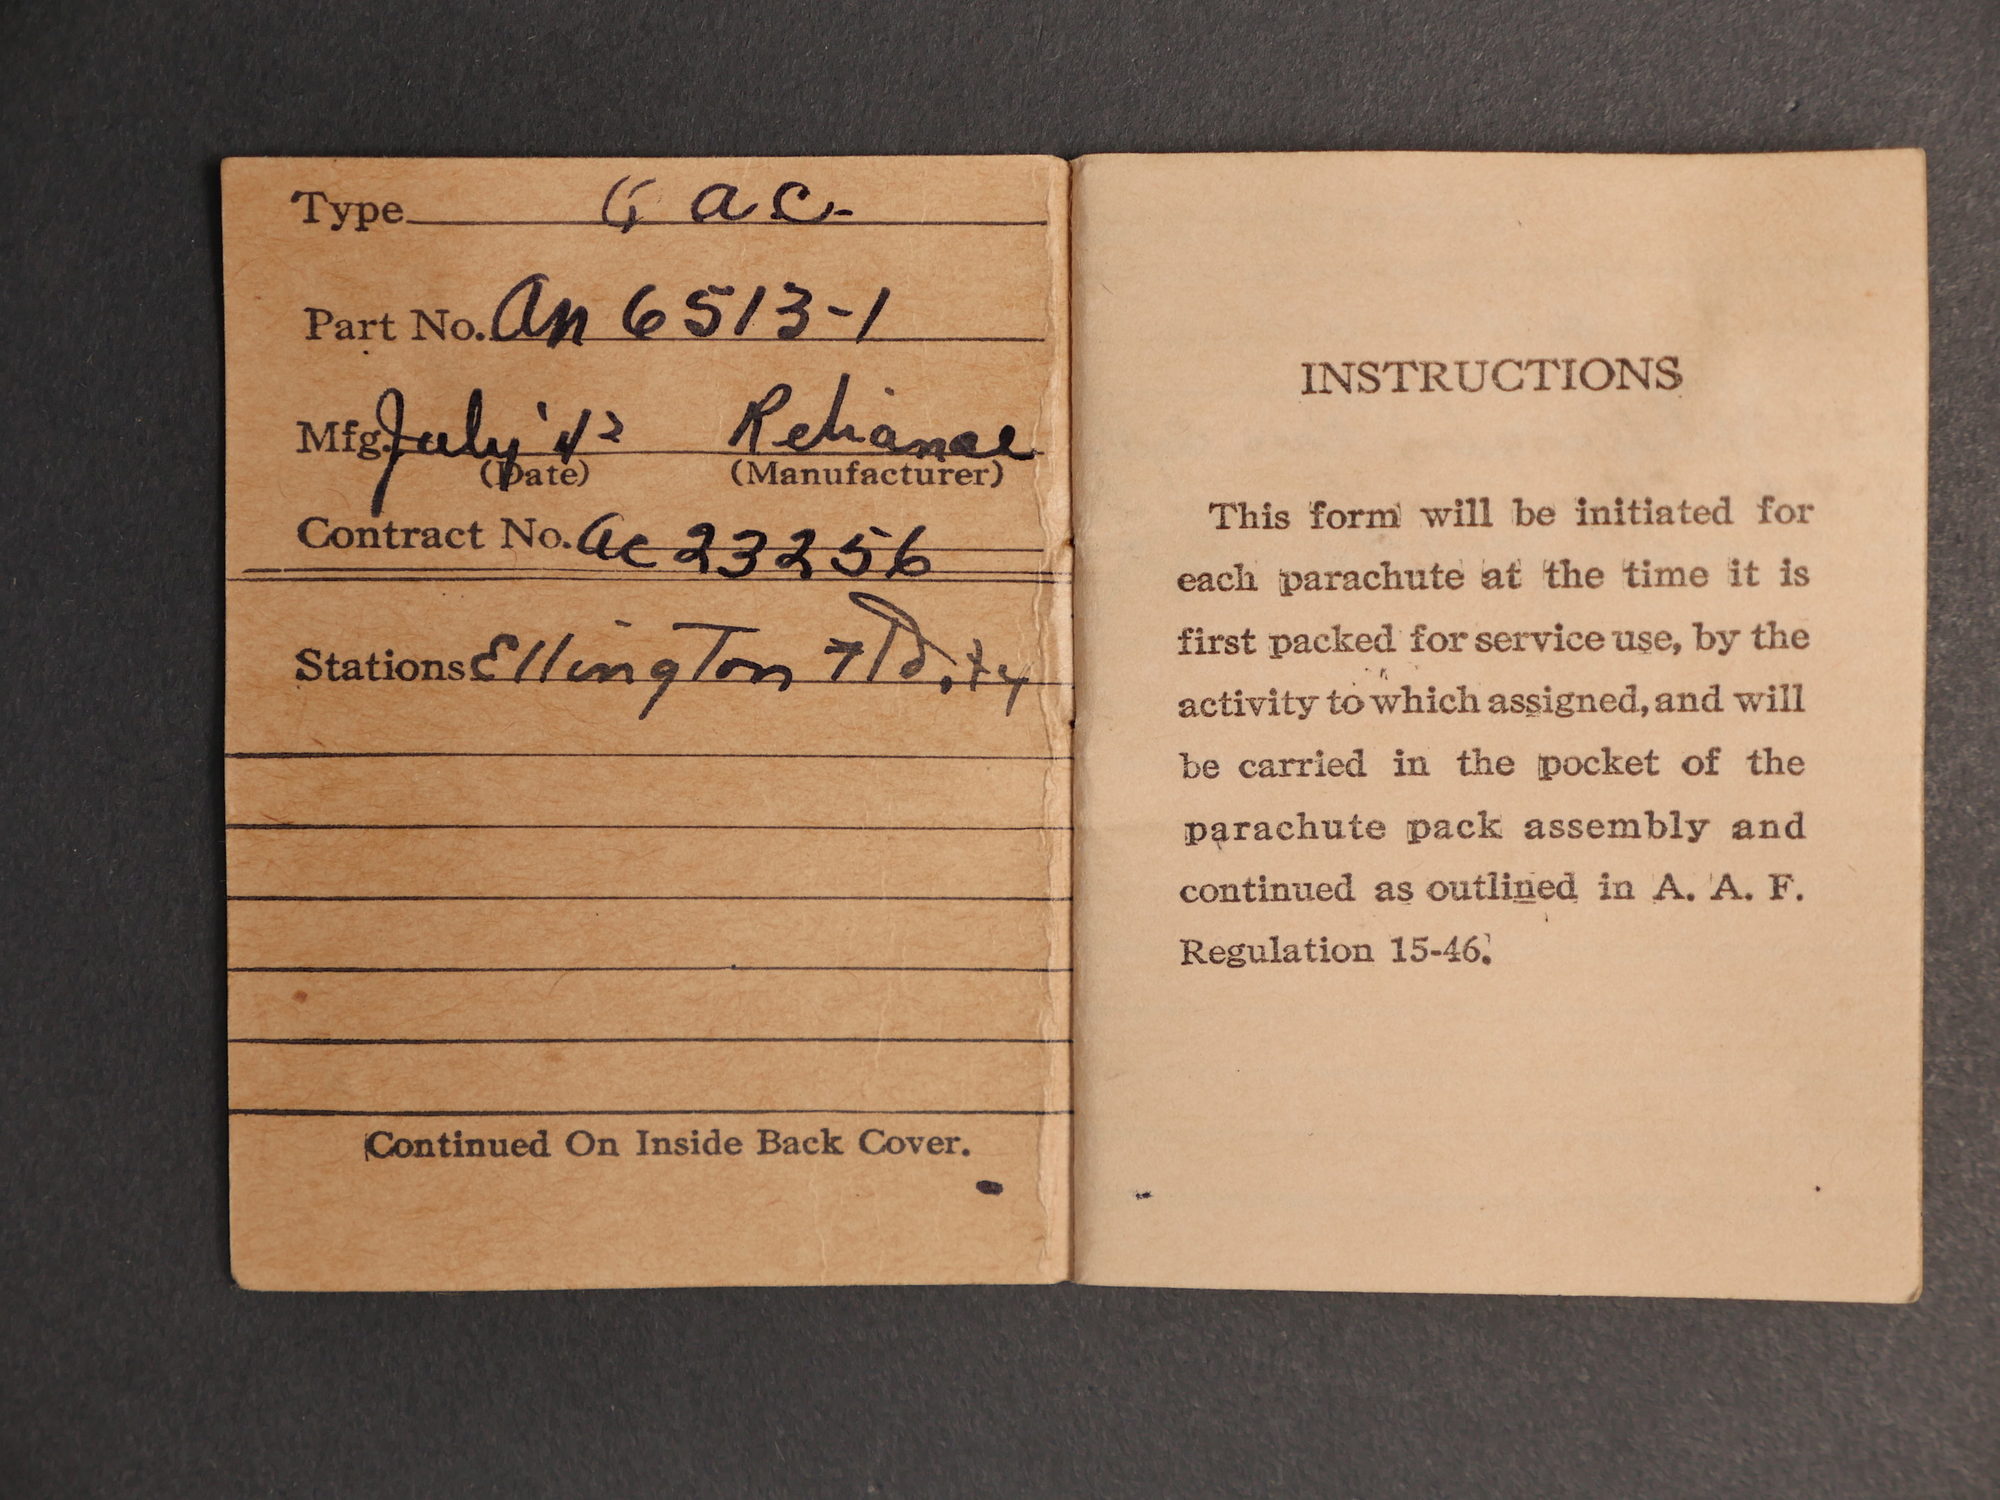 Type a c-
Part No. An 6513-1
Mfg. July '42 Reliance
(Date) (Manufacturer)
Contract No. ac 23256
Stations Ellington Fld,
Continued On Inside Back Cover.
INSTRUCTIONS
This form will be initiated for
each parachute at the time it is
first packed for service use, by the
activity to which assigned, and will
be carried in the pocket of the
parachute pack assembly and
continued as outlined in A. A. F.
Regulation 15-46.